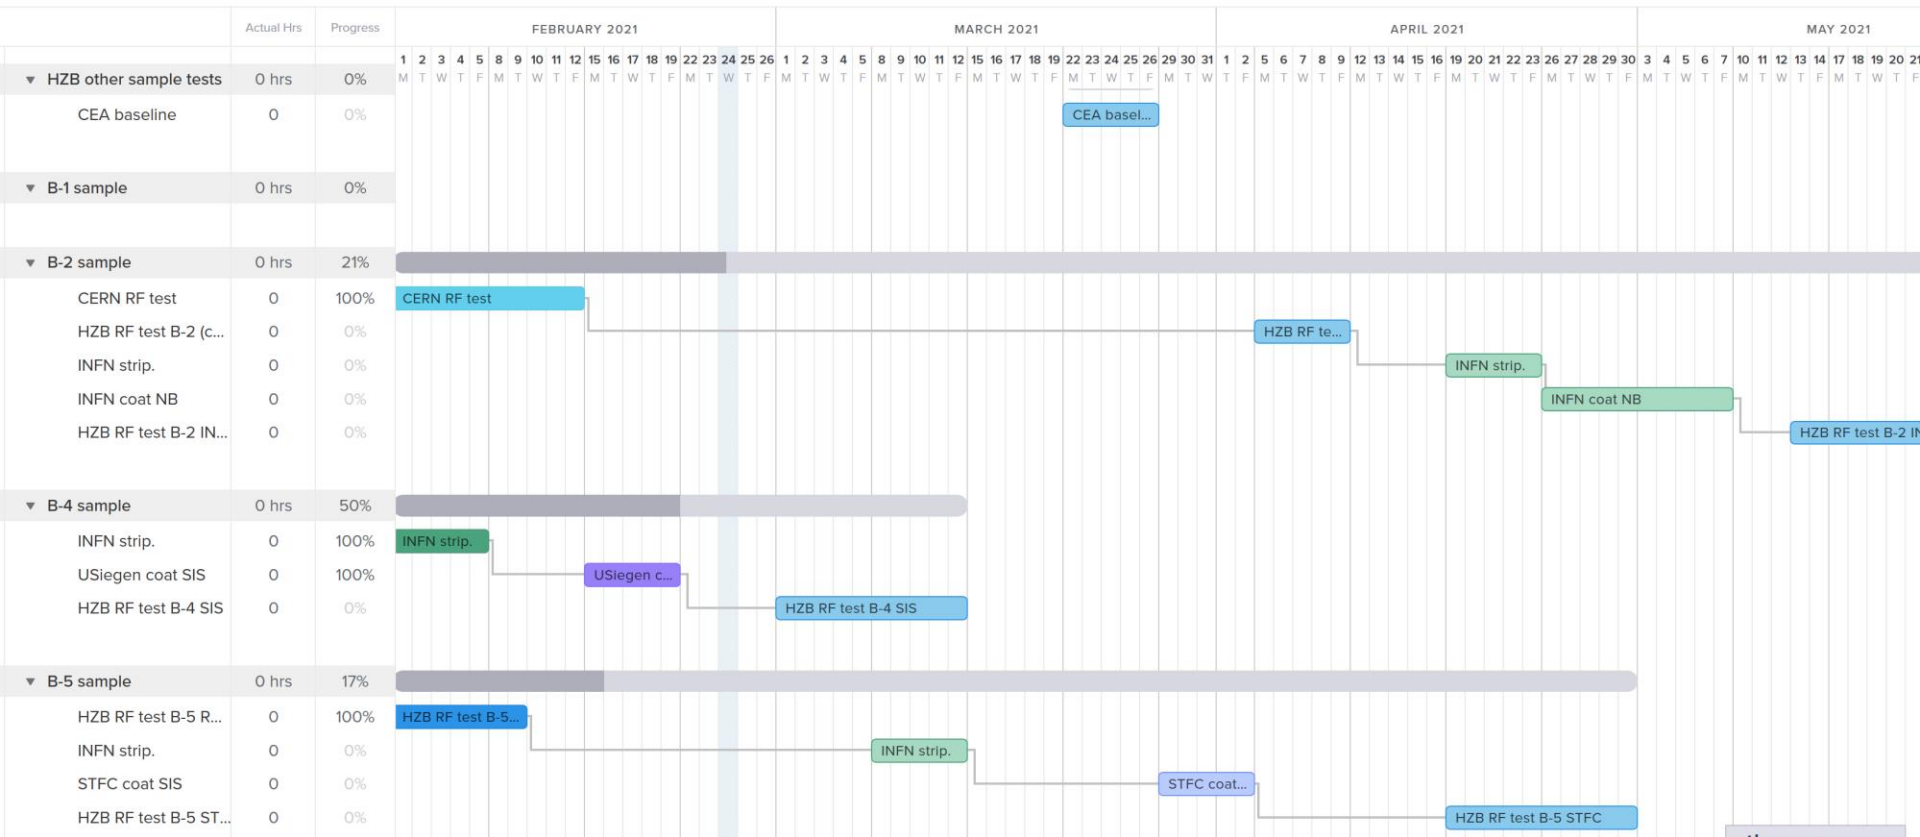 Actual Hrs Progress FEBRUARY 2021 MARCH 2021 APRIL 2021 MAY 2021
1 2 3 4 5 8 9 10 11 12 15 16 17 18 19 22 23 24 25 26 1 2 3 4 5 8 9 10 11 12 15 16 17 18 19 22 23 24 25 26 29 30 31 1 2 5 6 7 8 9 12 13 14 15 16 19 20 21 22 23 26 27 28 29 30 3 4 5 6 7 10 11 12 13 14 17 18 19 20 21
HZB other sample tests 0 hrs 0% M T W T F M T W T F M T W T F M T W T F M T W T F M T W T F M T W T F M T W T F M T W T F M T W T F M T W T F M T W T F M T W T F M T W T F M T W T F M T W T F
CEA baseline 0 0% CEA basel...
B-1 sample 0 hrs 0%
B-2 sample 0 hrs 21%
CERN RF test 0 100% CERN RF test
HZB RF test B-2 (c... 0 0% HZB RF te...
INFN strip. 0 0% INFN strip.
INFN coat NB 0 0% INFN coat NB
HZB RF test B-2 IN... 0 0% HZB RF test B-2 IN
B-4 sample 0 hrs 50%
INFN strip. 0 100% INFN strip.
USiegen coat SIS 0 100% USiegen c...
HZB RF test B-4 SIS 0 0% HZB RF test B-4 SIS
B-5 sample 0 hrs 17%
HZB RF test B-5 R... 0 100% HZB RF test B-5...
INFN strip. 0 0% INFN strip.
STFC coat SIS 0 0% STFC coat...
HZB RF test B-5 ST... 0 0% HZB RF test B-5 STFC